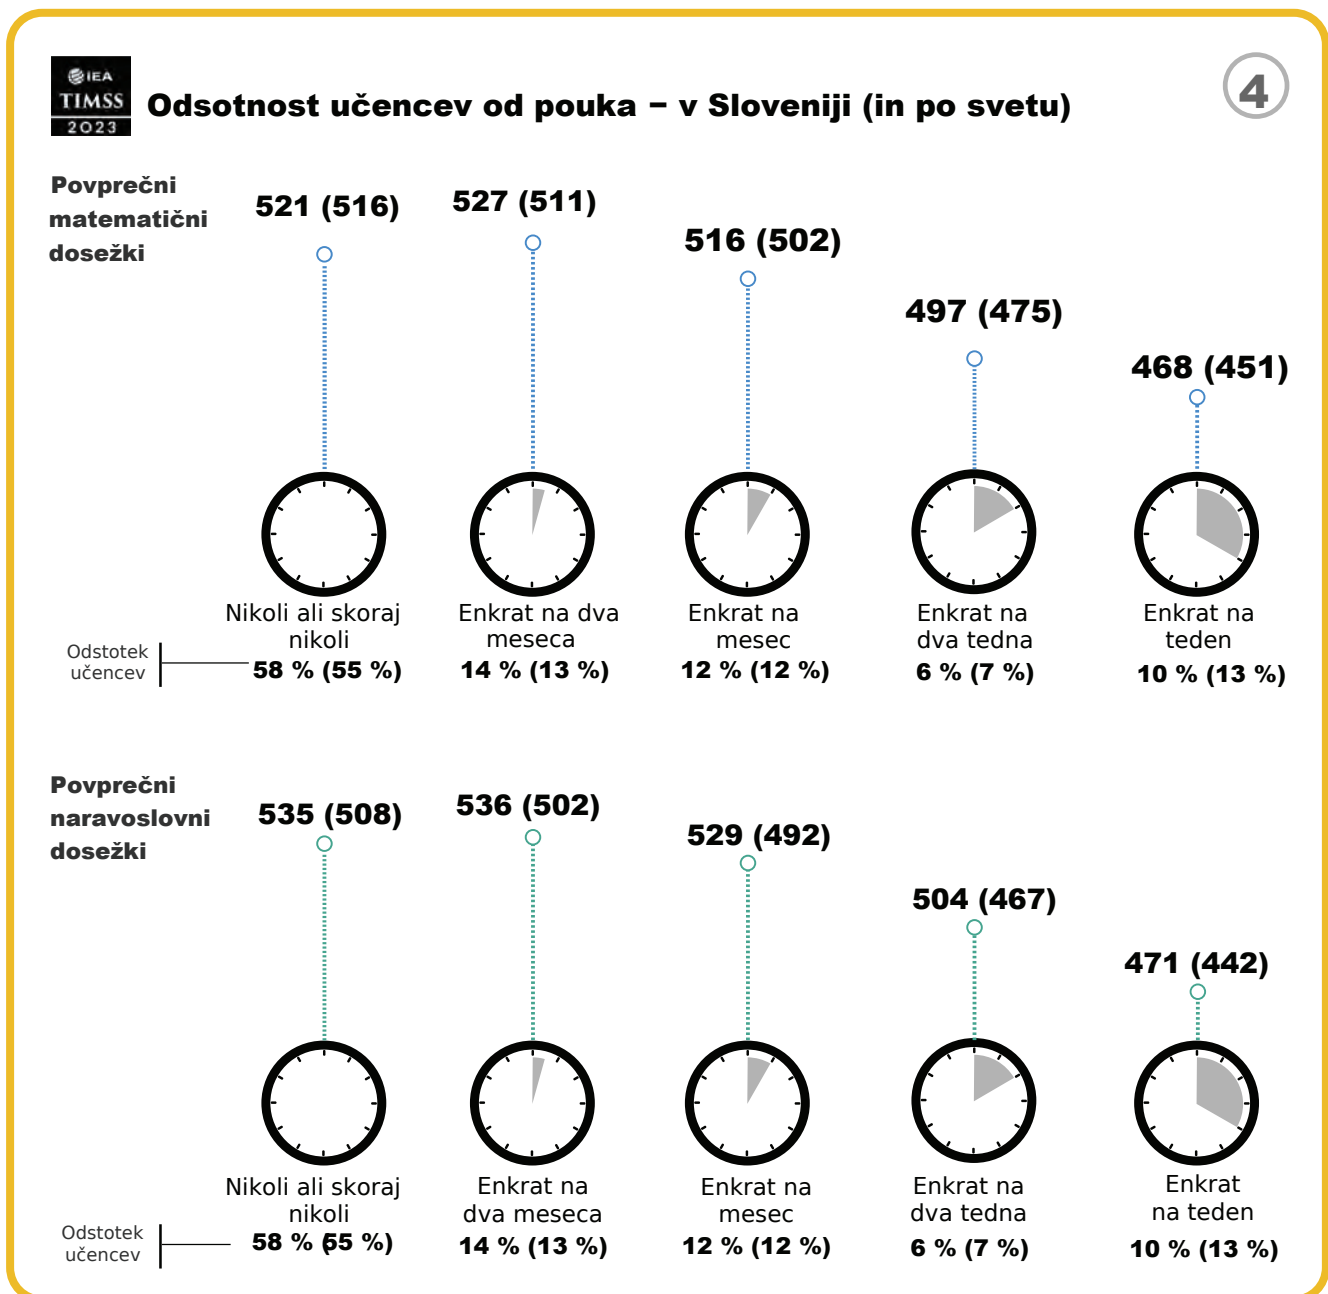 IEA
TIMSS
2023
Odsotnost učencev od pouka – v Sloveniji (in po svetu)
4
Povprečni
matematični
dosežki
521 (516)
527 (511)
516 (502)
497 (475)
468 (451)
Nikoli ali skoraj
nikoli
Enkrat na dva
meseca
Enkrat na
mesec
Enkrat na
dva tedna
Enkrat na
teden
Odstotek
učencev
58 % (55 %)
14 % (13 %)
12 % (12 %)
6 % (7 %)
10 % (13 %)
Povprečni
naravoslovni
dosežki
535 (508)
536 (502)
529 (492)
504 (467)
471 (442)
Nikoli ali skoraj
nikoli
Enkrat na
dva meseca
Enkrat na
mesec
Enkrat na
dva tedna
Enkrat
na teden
Odstotek
učencev
58 % (55 %)
14 % (13 %)
12 % (12 %)
6 % (7 %)
10 % (13 %)